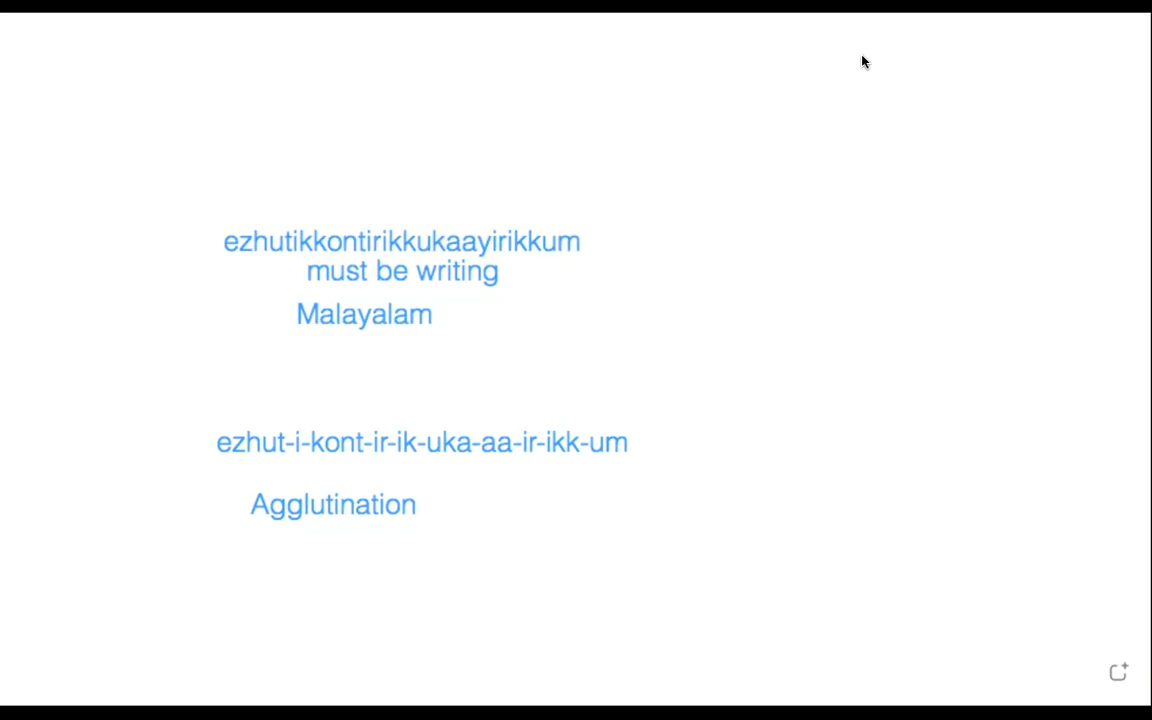 ezhutikkontirikkukaayirikkum
must be writing
Malayalam
ezhut-i-kont-ir-ik-uka-aa-ir-ikk-um
Agglutination